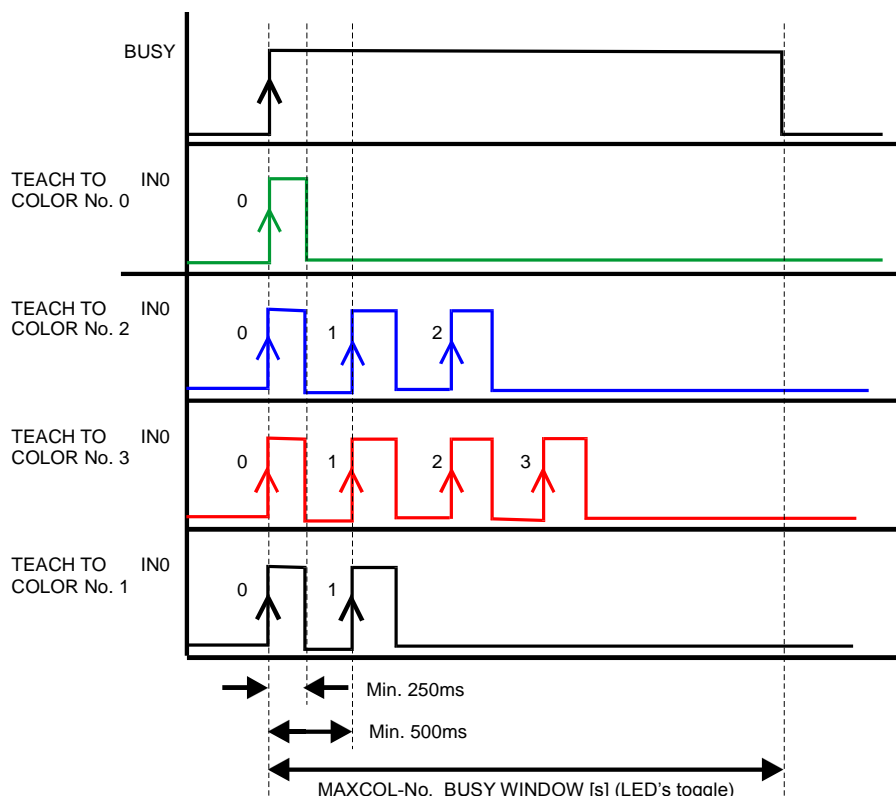 BUSY
TEACH TO IN0
COLOR No. 0
0
TEACH TO IN0
COLOR No. 2
0 1 2
TEACH TO IN0
COLOR No. 3
0 1 2 3
TEACH TO IN0
COLOR No. 1
0 1
Min. 250ms
Min. 500ms
MAXCOL-No. BUSY WINDOW [s] (LED's toggle)